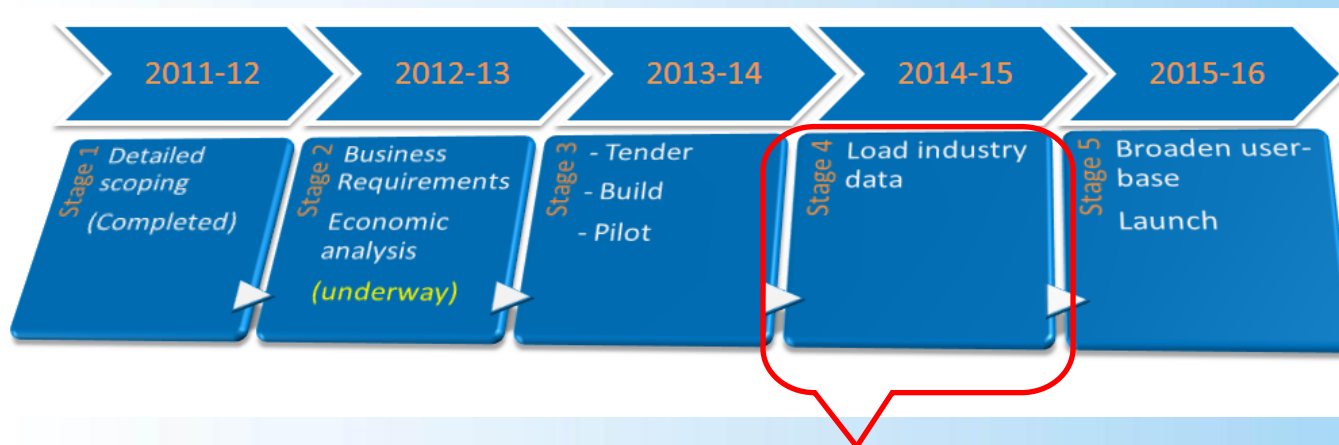 2011-12
2012-13
2013-14
2014-15
2015-16
Stage 1
Detailed
scoping
(Completed)
Stage 2
Business
Requirements
Economic
analysis
(underway)
Stage 3
- Tender
- Build
- Pilot
Stage 4
Load industry
data
Stage 5
Broaden user-
base
Launch